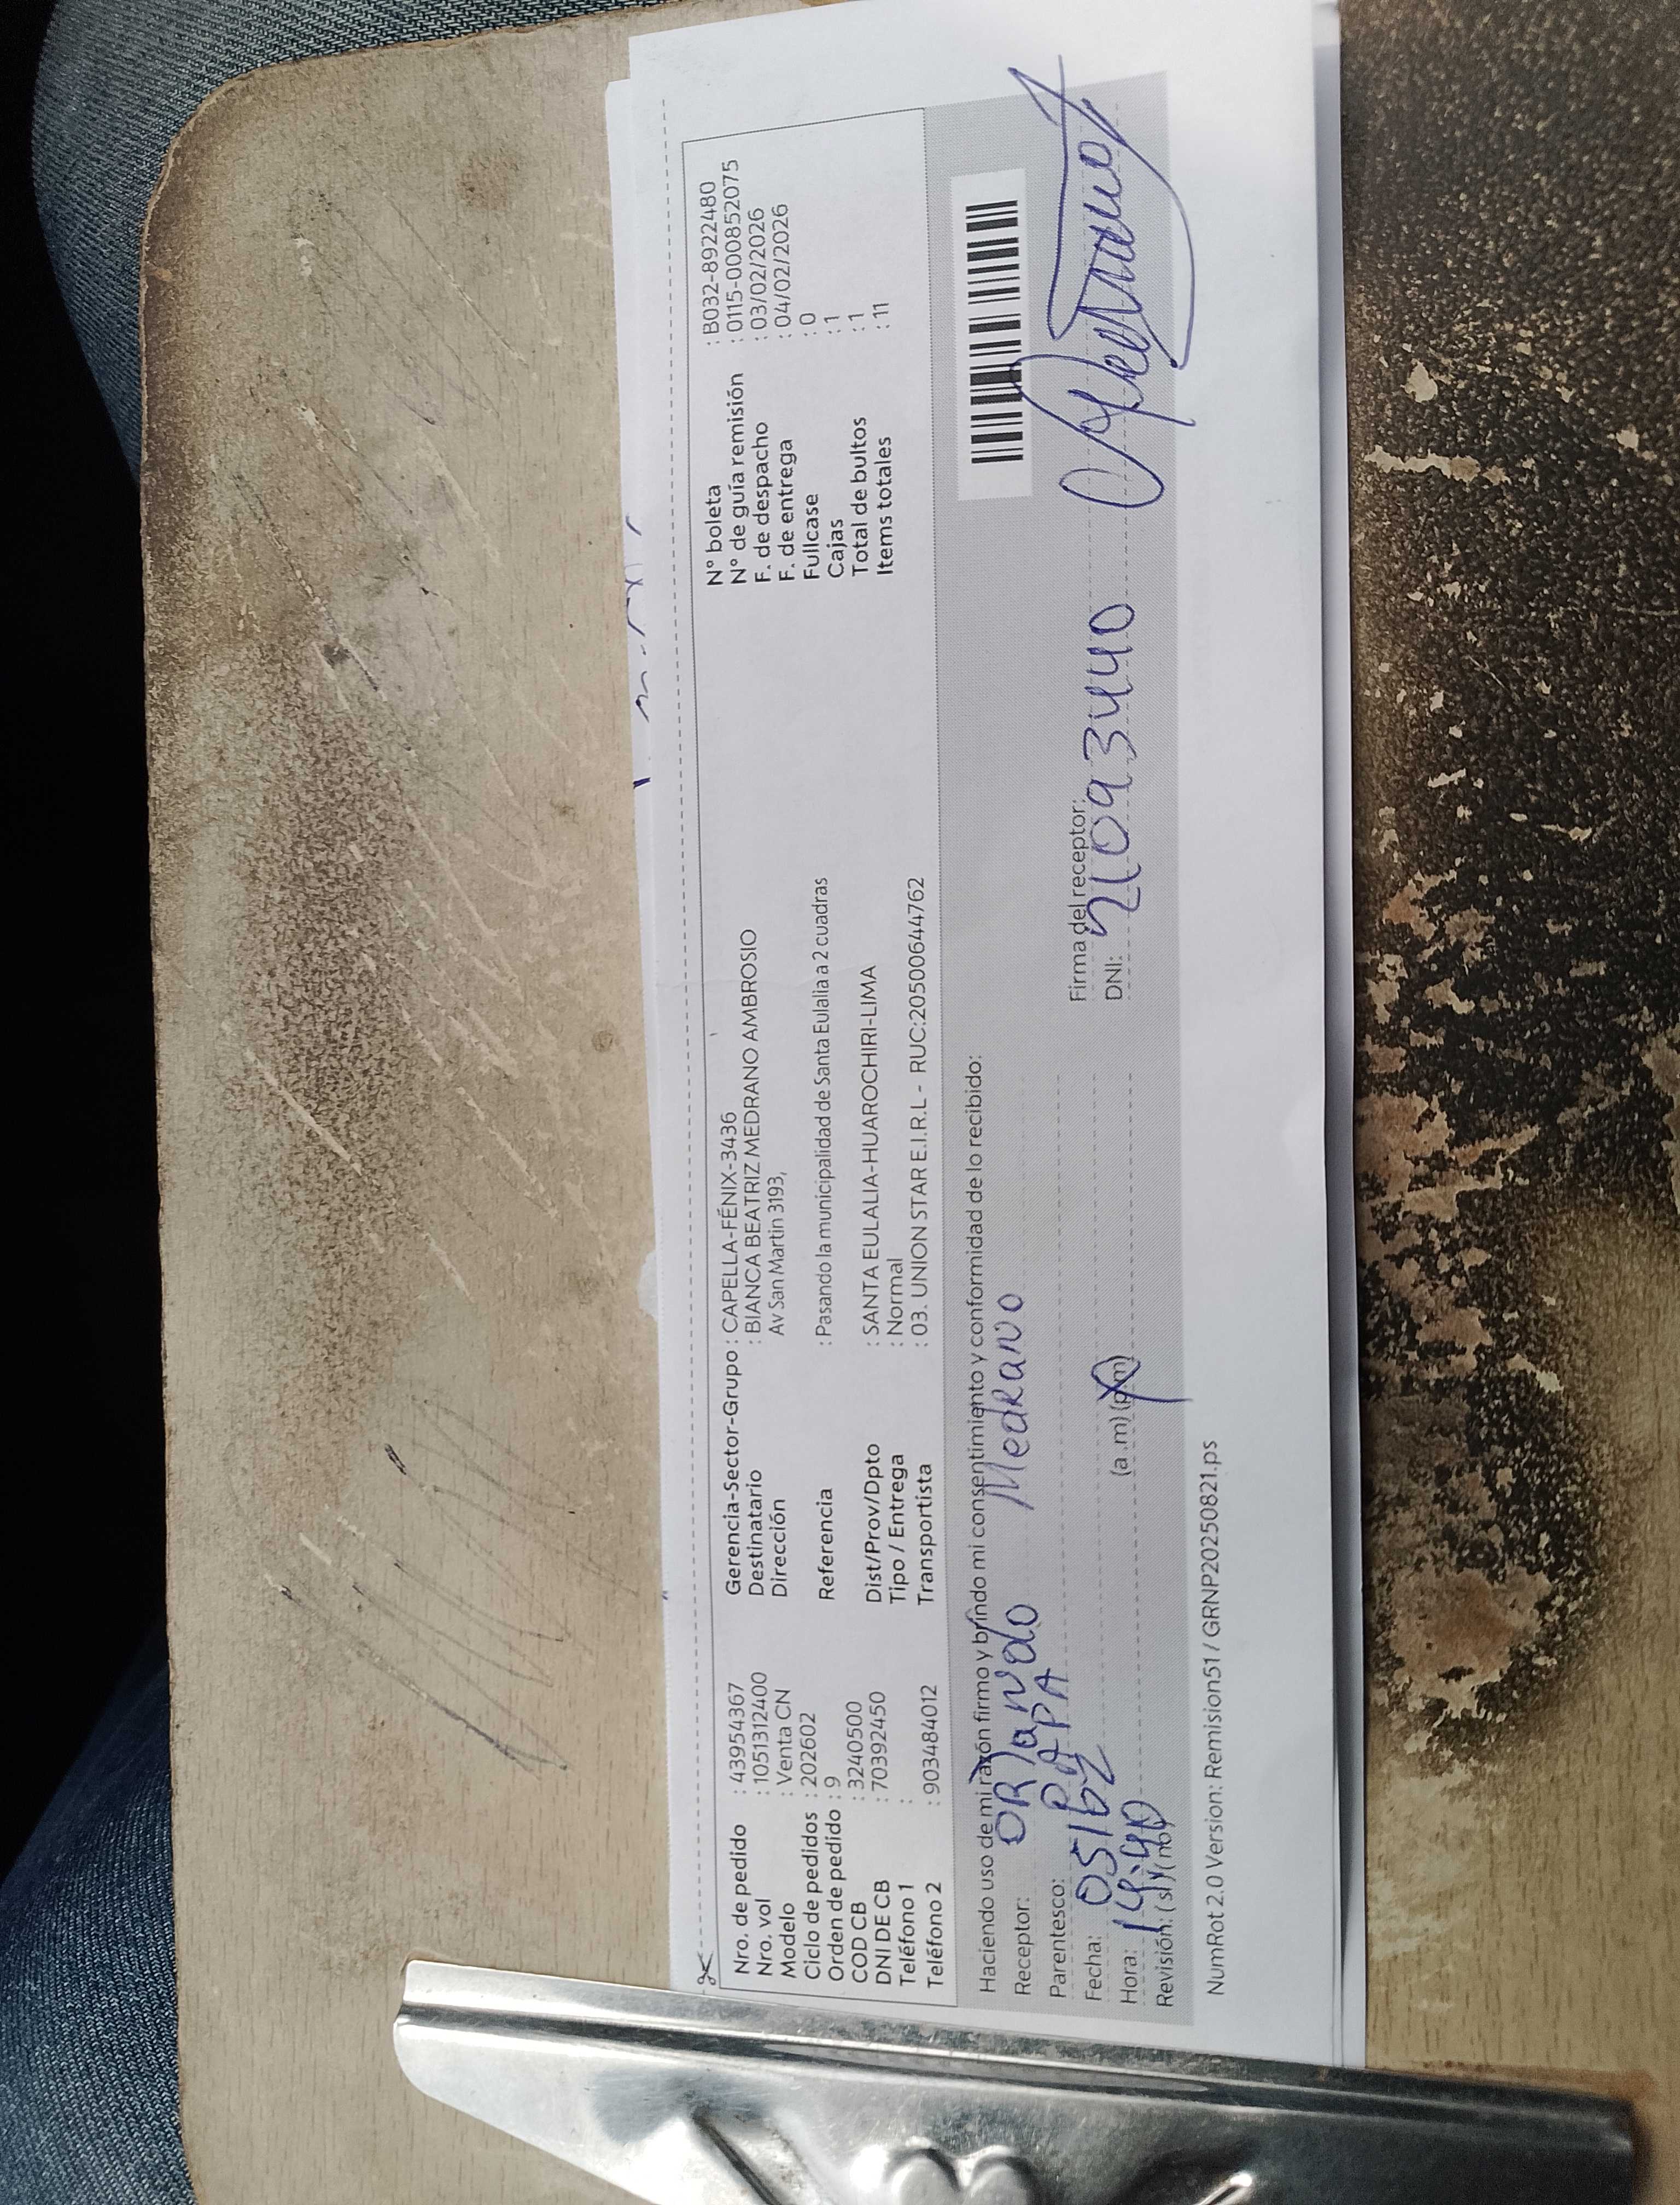 Nro. de pedido : 43954367
Nro. vol : 1051312400
Modelo : Venta CN
Ciclo de pedidos : 202602
Orden de pedido : 9
COD CB : 3240500
DNI DE CB : 70392450
Teléfono 1 :
Teléfono 2 : 903484012
Gerencia-Sector-Grupo : CAPELLA-FÉNIX-3436
Destinatario : BIANCA BEATRIZ MEDRANO AMBROSIO
Dirección Av San Martin 3193,
Referencia : Pasando la municipalidad de Santa Eulalia a 2 cuadras
Dist/Prov/Dpto : SANTA EULALIA-HUAROCHIRI-LIMA
Tipo / Entrega : Normal
Transportista : 03. UNION STAR E.I.R.L - RUC:20500644762
N° boleta : B032-8922480
N° de guía remisión : 0115-0000852075
F. de despacho : 03/02/2026
F. de entrega : 04/02/2026
Fullcase : 0
Cajas : 1
Total de bultos : 1
Items totales : 11
Haciendo uso de mi razón firmo y brindo mi consentimiento y conformidad de lo recibido:
Receptor: ORlando Medrano
Parentesco: PAPA
Fecha:
Hora: 14:40 (a.m) (p.m)
Revisión: (si) (no)
Firma del receptor:
DNI:
NumRot 2.0 Version: Remision51 / GRNP20250821.ps